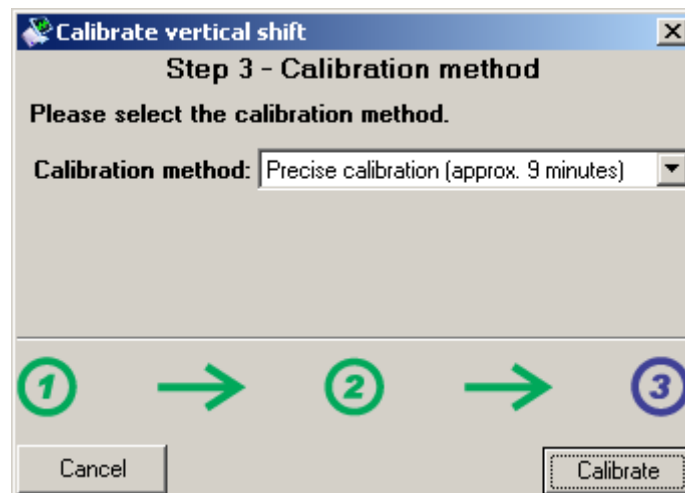 Calibrate vertical shift
Step 3 - Calibration method
Please select the calibration method.
Calibration method: Precise calibration (approx. 9 minutes)
1 2 3
Cancel Calibrate